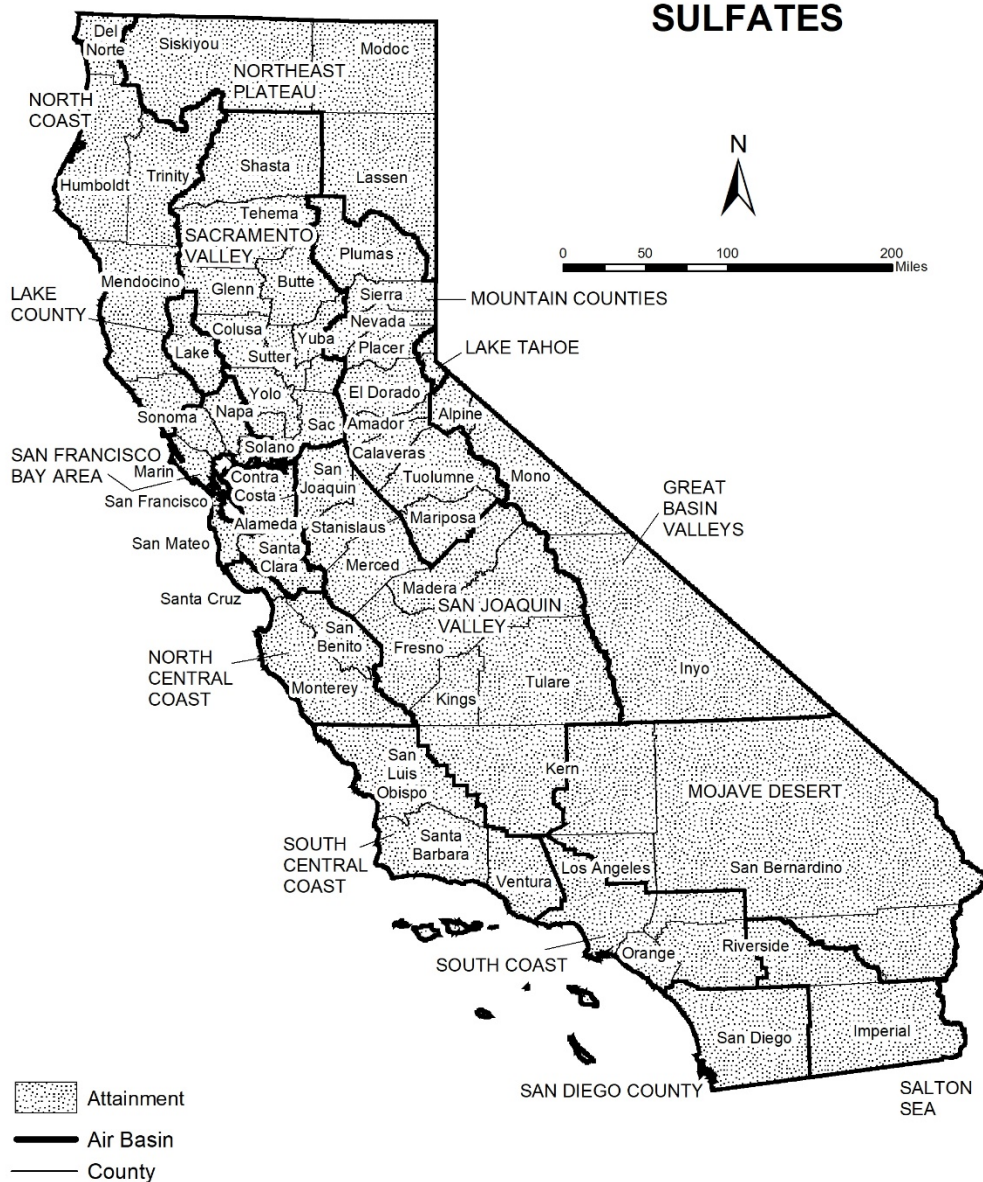 SULFATES
Del
Norte
Siskiyou
Modoc
NORTHEAST
PLATEAU
NORTH
COAST
N
Shasta
Trinity
Humboldt
Lassen
Tehema
SACRAMENTO
VALLEY
Plumas
0 50 100 200
Miles
Mendocino
Glenn
Butte
Sierra
MOUNTAIN COUNTIES
LAKE
COUNTY
Colusa
Nevada
Yuba
Lake
Sutter
Placer
LAKE TAHOE
Yolo
El Dorado
Napa
Sonoma
Sac
Amador
Alpine
Solano
Calaveras
SAN FRANCISCO
BAY AREA
Marin
Contra
Costa
San
Joaquin
Tuolumne
Mono
San Francisco
GREAT
BASIN
VALLEYS
Alameda
Stanislaus
Mariposa
San Mateo
Santa
Clara
Merced
Madera
Santa Cruz
SAN JOAQUIN
VALLEY
San
Benito
Fresno
NORTH
CENTRAL
COAST
Monterey
Kings
Tulare
Inyo
San
Luis
Obispo
Kern
MOJAVE DESERT
SOUTH
CENTRAL
COAST
Santa
Barbara
Ventura
Los Angeles
San Bernardino
SOUTH COAST
Orange
Riverside
San Diego
Imperial
SAN DIEGO COUNTY
SALTON
SEA
Attainment
Air Basin
County